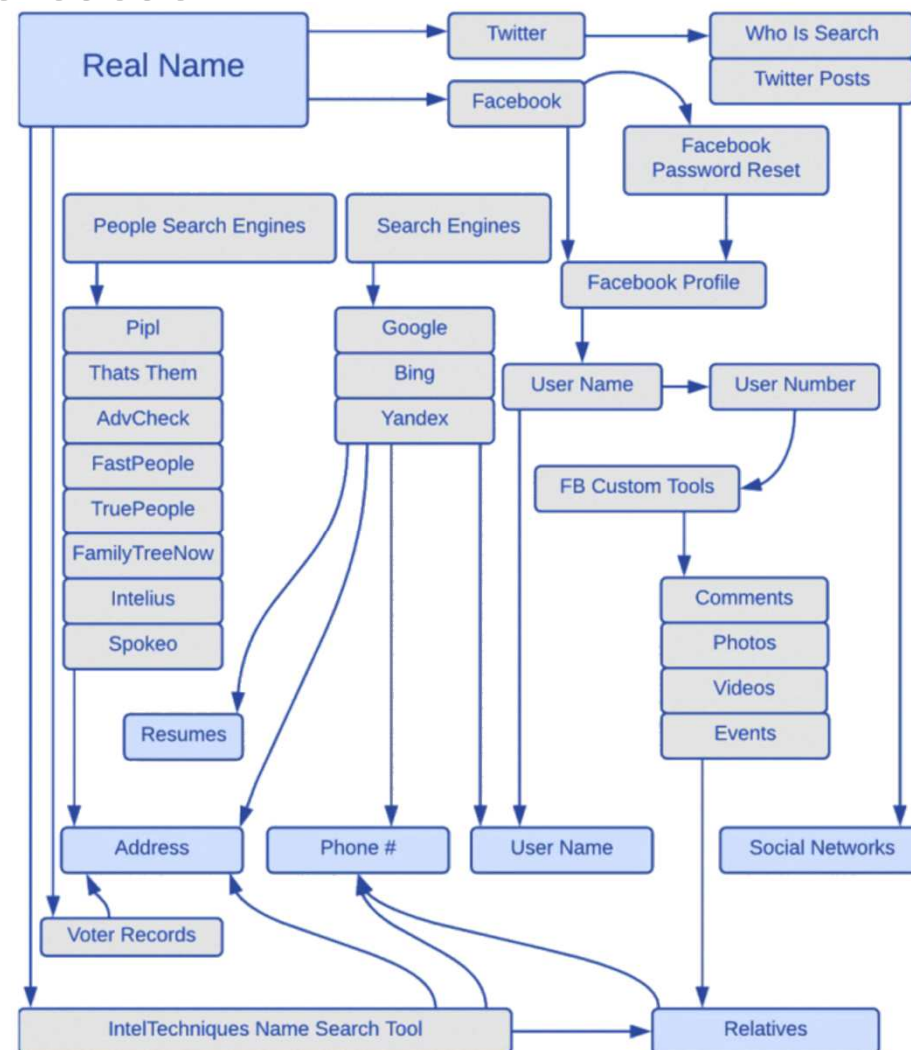 Real Name
Twitter
Who Is Search
Twitter Posts
Facebook
Facebook
Password Reset
People Search Engines
Search Engines
Facebook Profile
Pipl
Thats Them
AdvCheck
FastPeople
TruePeople
FamilyTreeNow
Intelius
Spokeo
Google
Bing
Yandex
User Name
User Number
FB Custom Tools
Comments
Photos
Videos
Events
Resumes
Address
Phone #
User Name
Social Networks
Voter Records
IntelTechniques Name Search Tool
Relatives